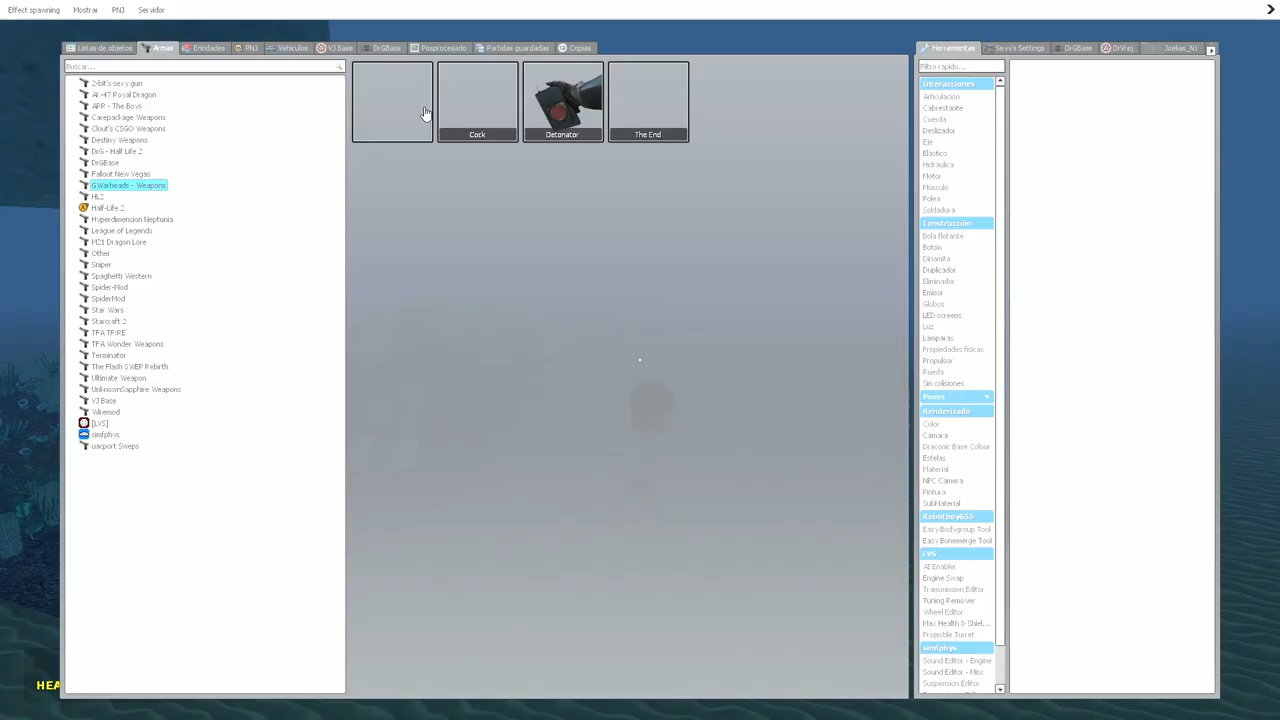 Effect spawning Mostrar PNJ Servidor
Listas de objetos Armas Entidades PNJ Vehículos VJ Base DrGBase Posprocesado Partidas guardadas Copias
Buscar...
2-bit's sexy gun
AK-47 Royal Dragon
APR - The Boys
Carepackage Weapons
Clout's CSGO Weapons
Destiny Weapons
DrG - Half Life 2
DrGBase
Fallout New Vegas
GWarheads - Weapons
HL2
Half-Life 2
Hyperdimension Neptunia
League of Legends
M21 Dragon Lore
Other
Sniper
Spaghetti Western
Spider-Mod
SpiderMod
Star Wars
Starcraft 2
TFA TF:RE
TFA Wonder Weapons
Terminator
The Flash SWEP Rebirth
Ultimate Weapon
UnknownSapphire Weapons
VJ Base
Wiremod
[LVS]
simfphys
uacport Sweps
Cock
Detonator
The End
HEA
Herramientas Sevv's Settings DrGBase DrVrej Joelias_N1
Filtro rápido...
Interacciones
Articulación
Cabrestante
Cuerda
Deslizador
Eje
Elástico
Hidráulica
Motor
Músculo
Polea
Soldadura
Construcción
Bola flotante
Botón
Dinamita
Duplicador
Eliminador
Emisor
Globos
LED screens
Luz
Lámparas
Propiedades físicas
Propulsor
Rueda
Sin colisiones
Poses
Renderizado
Color
Cámara
Draconic Base Colour
Estelas
Material
NPC Camera
Pintura
SubMaterial
Robotboy655
Easy Bodygroup Tool
Easy Bonemerge Tool
LVS
AI Enabler
Engine Swap
Transmission Editor
Tuning Remover
Wheel Editor
Max Health & Shiel...
Projectile Turret
simfphys
Sound Editor - Engine
Sound Editor - Misc
Suspension Editor